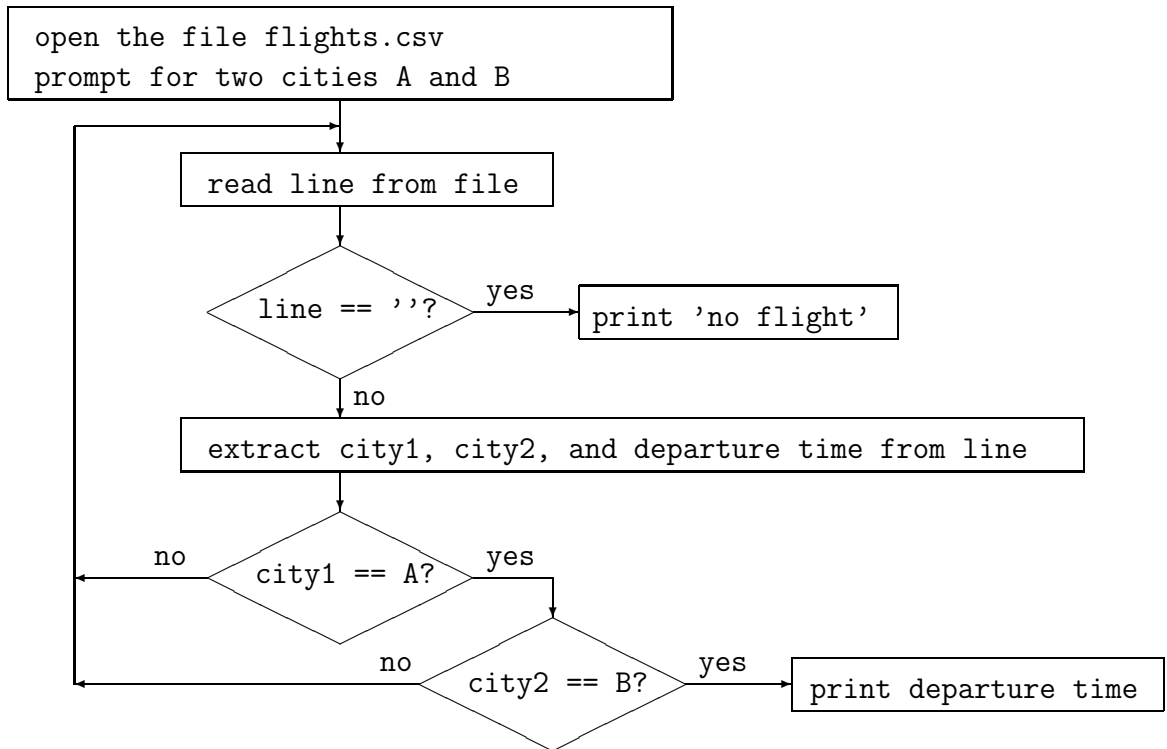 open the file flights.csv
prompt for two cities A and B
read line from file
line == ’’?
yes
print ’no flight’
no
extract city1, city2, and departure time from line
no
city1 == A?
yes
no
city2 == B?
yes
print departure time